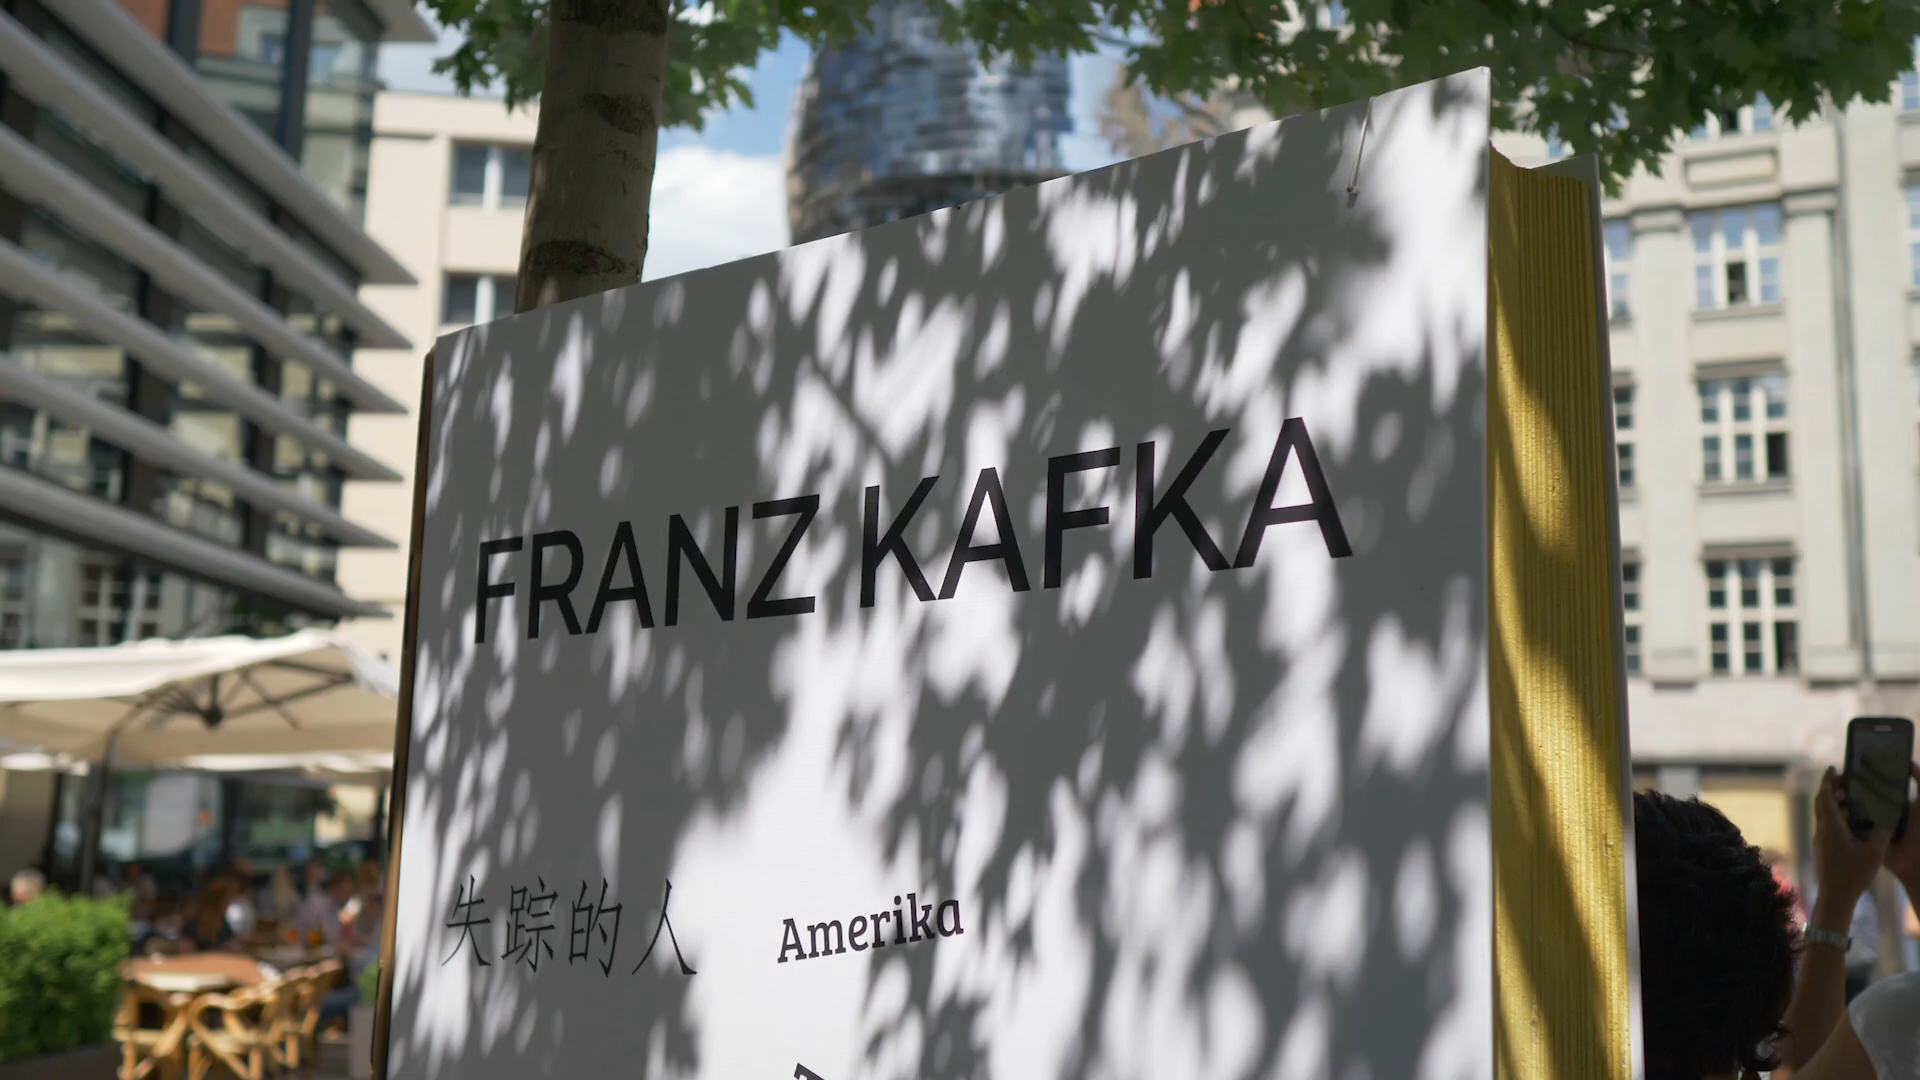 FRANZ KAFKA
失踪的人
Amerika